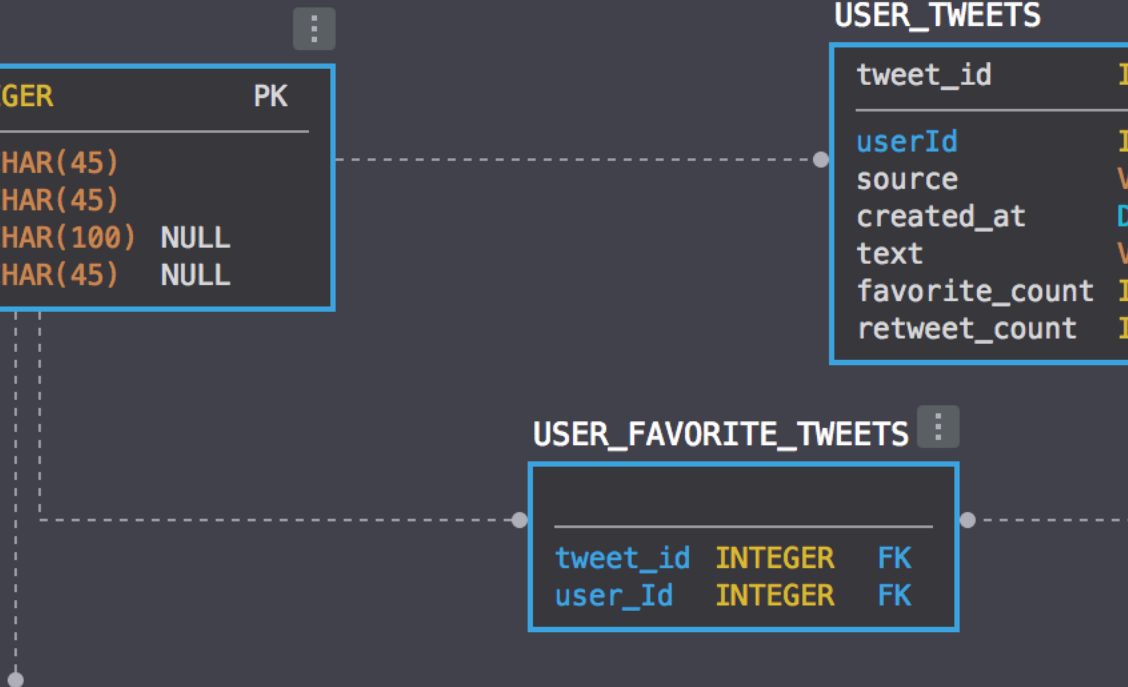 GER PK
HAR(45)
HAR(45)
HAR(100) NULL
HAR(45) NULL
USER_TWEETS
tweet_id
userId
source
created_at
text
favorite_count
retweet_count
USER_FAVORITE_TWEETS
tweet_id INTEGER FK
user_Id INTEGER FK